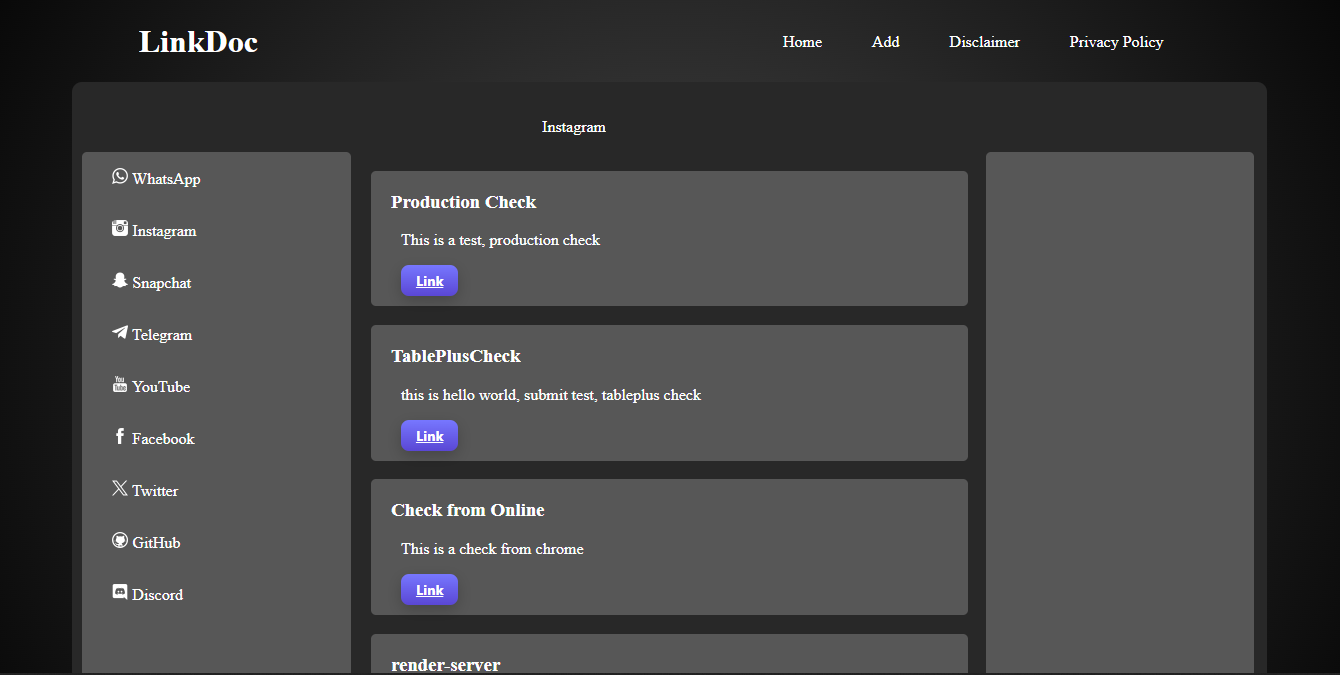 LinkDoc
Home Add Disclaimer Privacy Policy
Instagram
WhatsApp
Instagram
Snapchat
Telegram
You
Tube YouTube
Facebook
Twitter
GitHub
Discord
Production Check
This is a test, production check
Link
TablePlusCheck
this is hello world, submit test, tableplus check
Link
Check from Online
This is a check from chrome
Link
render-server